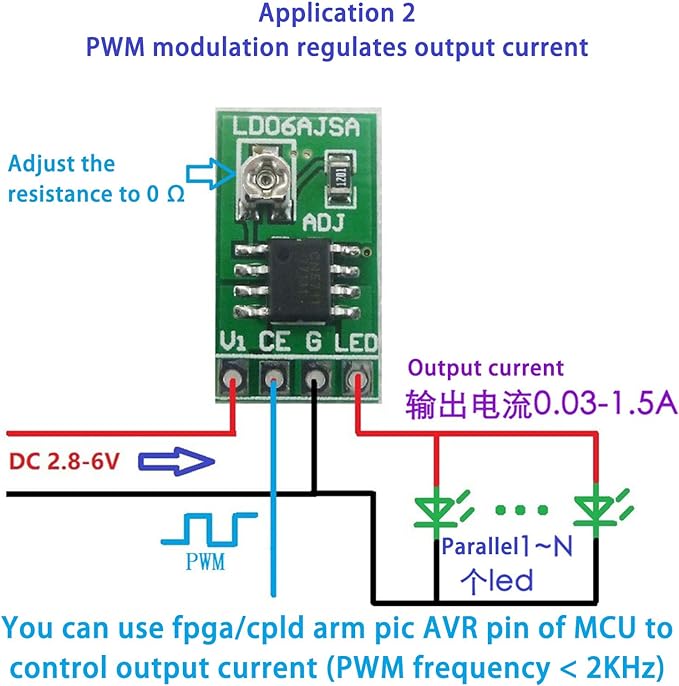 Application 2
PWM modulation regulates output current
LD06AJSA
Adjust the
resistance to 0 Ω
1201
ADJ
CN5711
V1 CE G LED
Output current
输出电流0.03-1.5A
DC 2.8-6V
PWM
Parallel1~N
个led
You can use fpga/cpld arm pic AVR pin of MCU to
control output current (PWM frequency < 2KHz)